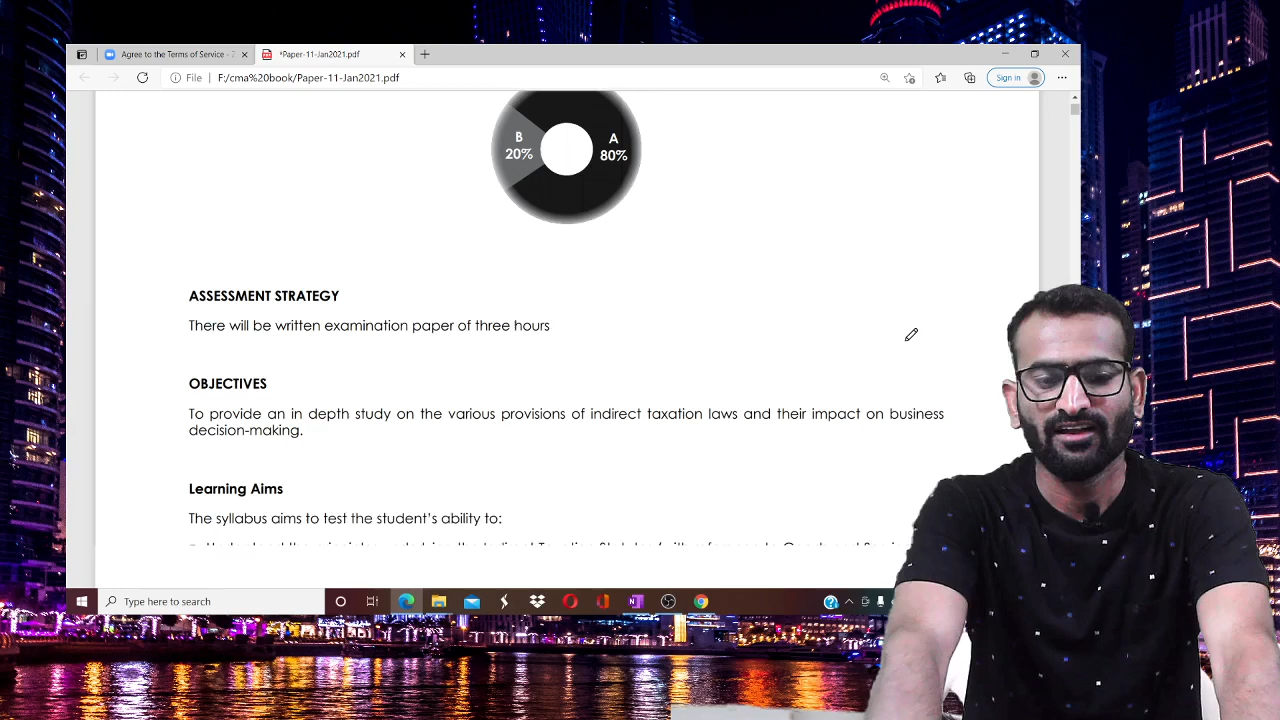 Agree to the Terms of Service - Z
*Paper-11-Jan2021.pdf
File F:/cma%20book/Paper-11-Jan2021.pdf
Sign in
B
20%
A
80%
ASSESSMENT STRATEGY
There will be written examination paper of three hours
OBJECTIVES
To provide an in depth study on the various provisions of indirect taxation laws and their impact on business
decision-making.
Learning Aims
The syllabus aims to test the student's ability to:
Type here to search